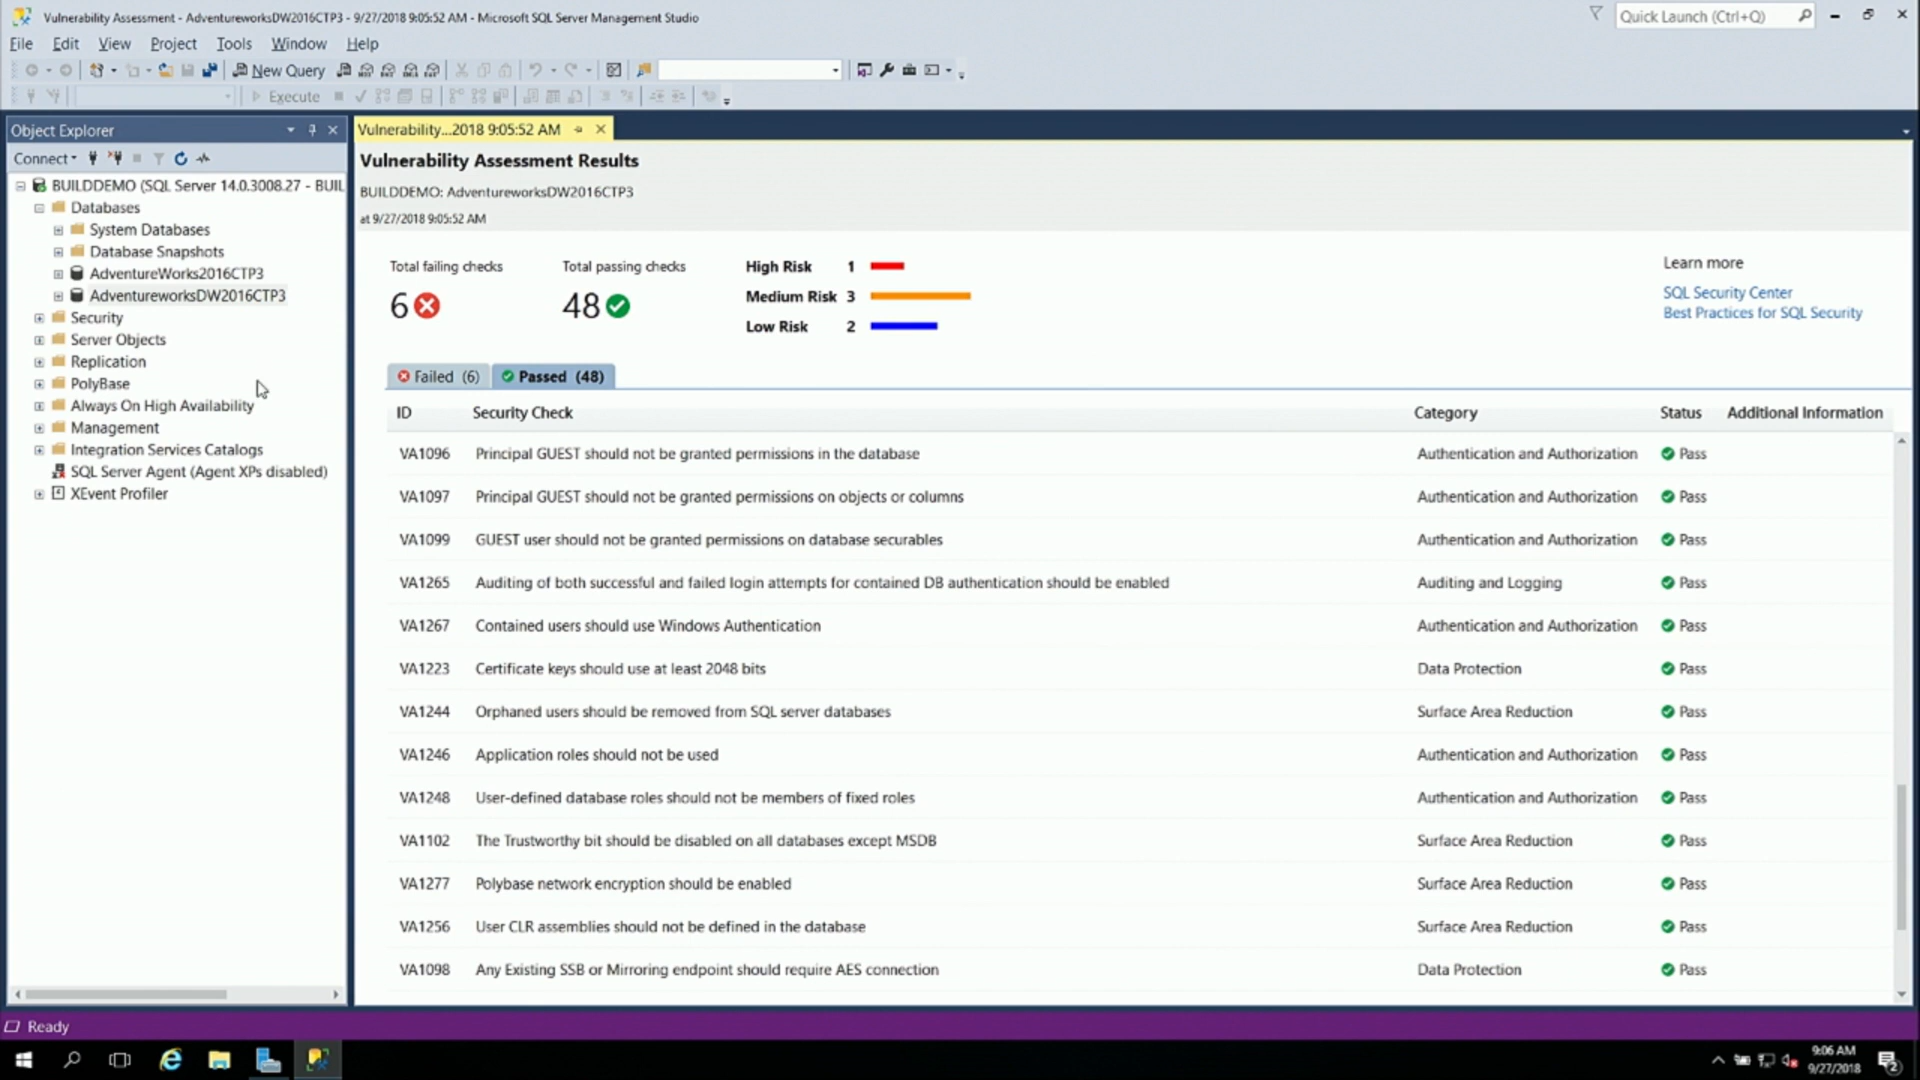 Vulnerability Assessment - AdventureworksDW2016CTP3 - 9/27/2018 9:05:52 AM - Microsoft SQL Server Management Studio
Quick Launch (Ctrl+Q)
File Edit View Project Tools Window Help
New Query
Execute
Object Explorer
Connect
BUILDDEMO (SQL Server 14.0.3008.27 - BUIL
Databases
System Databases
Database Snapshots
AdventureWorks2016CTP3
AdventureworksDW2016CTP3
Security
Server Objects
Replication
PolyBase
Always On High Availability
Management
Integration Services Catalogs
SQL Server Agent (Agent XPs disabled)
XEvent Profiler
Vulnerability...2018 9:05:52 AM
Vulnerability Assessment Results
BUILDDEMO: AdventureworksDW2016CTP3
at 9/27/2018 9:05:52 AM
Total failing checks
6
Total passing checks
48
High Risk 1
Medium Risk 3
Low Risk 2
Learn more
SQL Security Center
Best Practices for SQL Security
Failed (6) Passed (48)
ID Security Check Category Status Additional Information
VA1096 Principal GUEST should not be granted permissions in the database Authentication and Authorization Pass
VA1097 Principal GUEST should not be granted permissions on objects or columns Authentication and Authorization Pass
VA1099 GUEST user should not be granted permissions on database securables Authentication and Authorization Pass
VA1265 Auditing of both successful and failed login attempts for contained DB authentication should be enabled Auditing and Logging Pass
VA1267 Contained users should use Windows Authentication Authentication and Authorization Pass
VA1223 Certificate keys should use at least 2048 bits Data Protection Pass
VA1244 Orphaned users should be removed from SQL server databases Surface Area Reduction Pass
VA1246 Application roles should not be used Authentication and Authorization Pass
VA1248 User-defined database roles should not be members of fixed roles Authentication and Authorization Pass
VA1102 The Trustworthy bit should be disabled on all databases except MSDB Surface Area Reduction Pass
VA1277 Polybase network encryption should be enabled Surface Area Reduction Pass
VA1256 User CLR assemblies should not be defined in the database Surface Area Reduction Pass
VA1098 Any Existing SSB or Mirroring endpoint should require AES connection Data Protection Pass
Ready
9:06 AM
9/27/2018
2